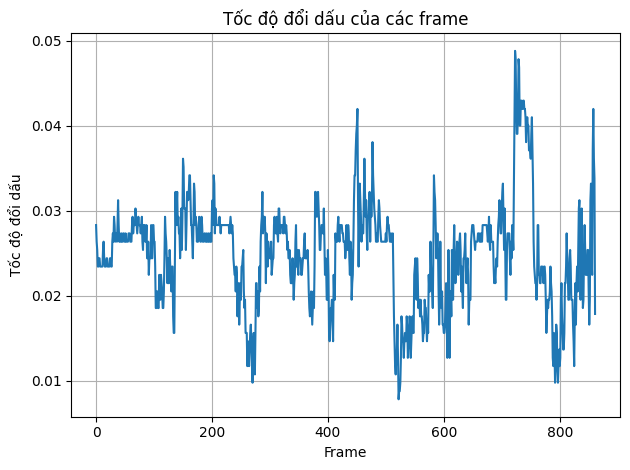 Tốc độ đổi dấu của các frame
0.05
0.04
0.03
0.02
0.01
Tốc độ đổi dấu
0 200 400 600 800
Frame